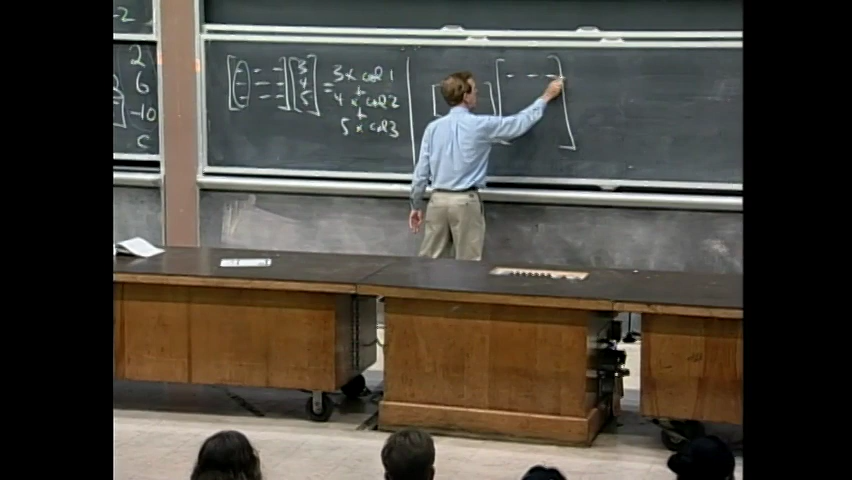 -2
2
6
-10
c
[ - - - ] [ 3 4 5 ] = 3 x col 1
+
4 x col 2
+
5 x col 3